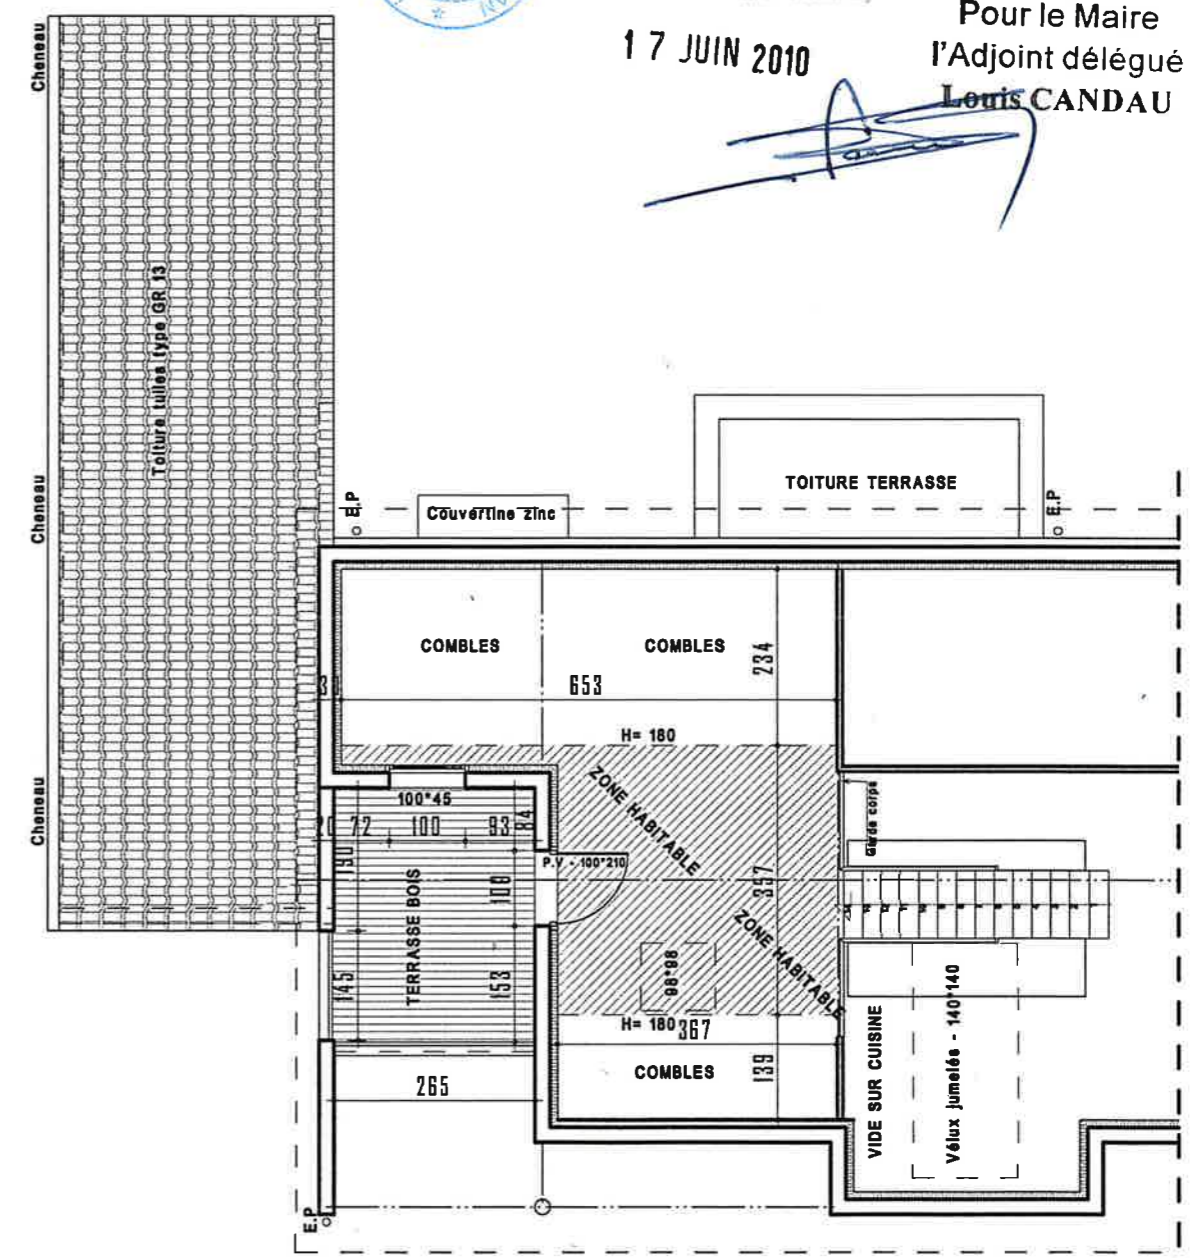 Pour le Maire
l'Adjoint délégué
Louis CANDAU
17 JUIN 2010
Cheneau
Toiture tuiles type GR 13
Cheneau
Cheneau
TOITURE TERRASSE
E.P
Couvertine zinc
E.P
COMBLES
COMBLES
234
653
3
H= 180
ZONE HABITABLE
100*45
20 72 100 93 84
190
P.V - 100*210
100
357
Garde corps
TERRASSE BOIS
ZONE HABITABLE
145
153
98*98
H= 180
367
COMBLES
139
265
VIDE SUR CUISINE
Vélux jumelés - 140*140
E.P